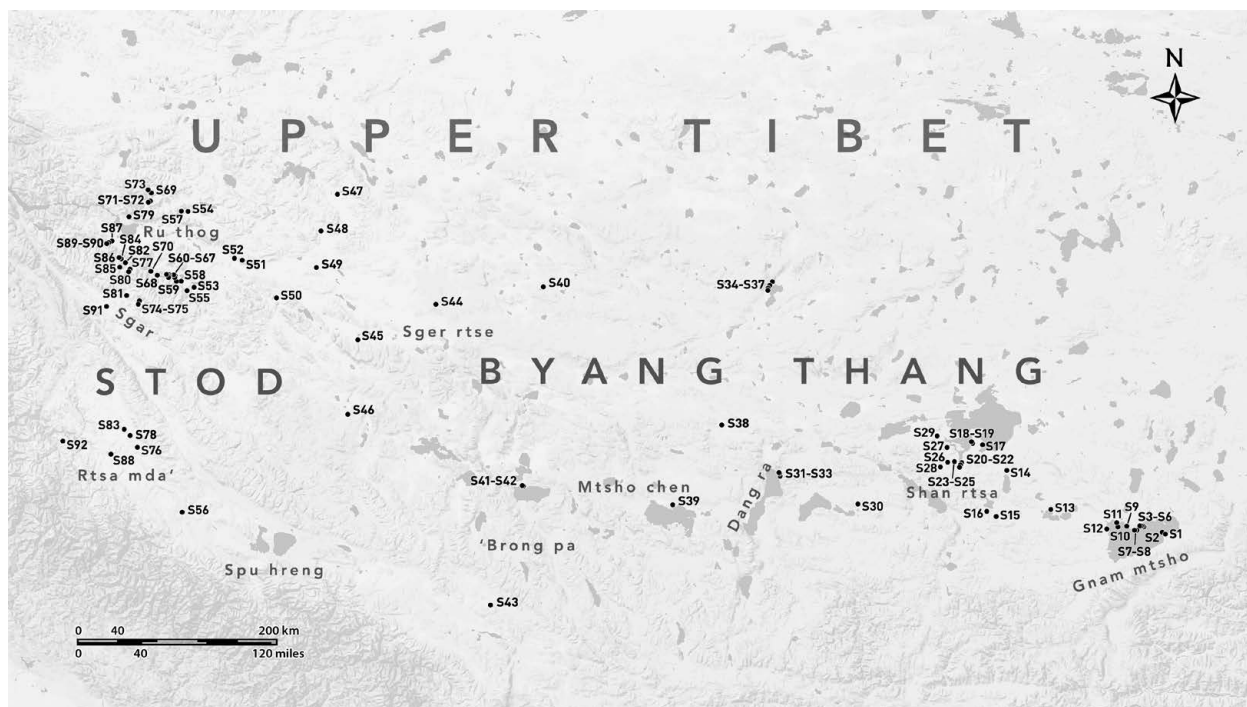 N
UPPER TIBET
S73
S69
S71-S72
S47
S79
S54
S57
Ru thog
S87
S48
S89-S90
S84
S70
S82
S52
S86
S77
S60-S67
S51
S85
S49
S80
S68
S58
S59
S53
S55
S50
S40
S34-S37
S81
S74-S75
S44
S91
Sgar
Sger rtse
S45
STOD
BYANG THANG
S46
S83
S78
S38
S29
S18-S19
S92
S76
S27
S17
S88
S26
S20-S22
Rtsa mda'
S28
S14
S41-S42
S31-S33
S23-S25
Mtsho chen
Dang ra
Shan rtsa
S39
S30
S56
S16
S15
S13
S9
S11
S3-S6
S12
S10
S2
S1
'Brong pa
S7-S8
Spu hreng
Gnam mtsho
S43
0 40 200 km
0 40 120 miles